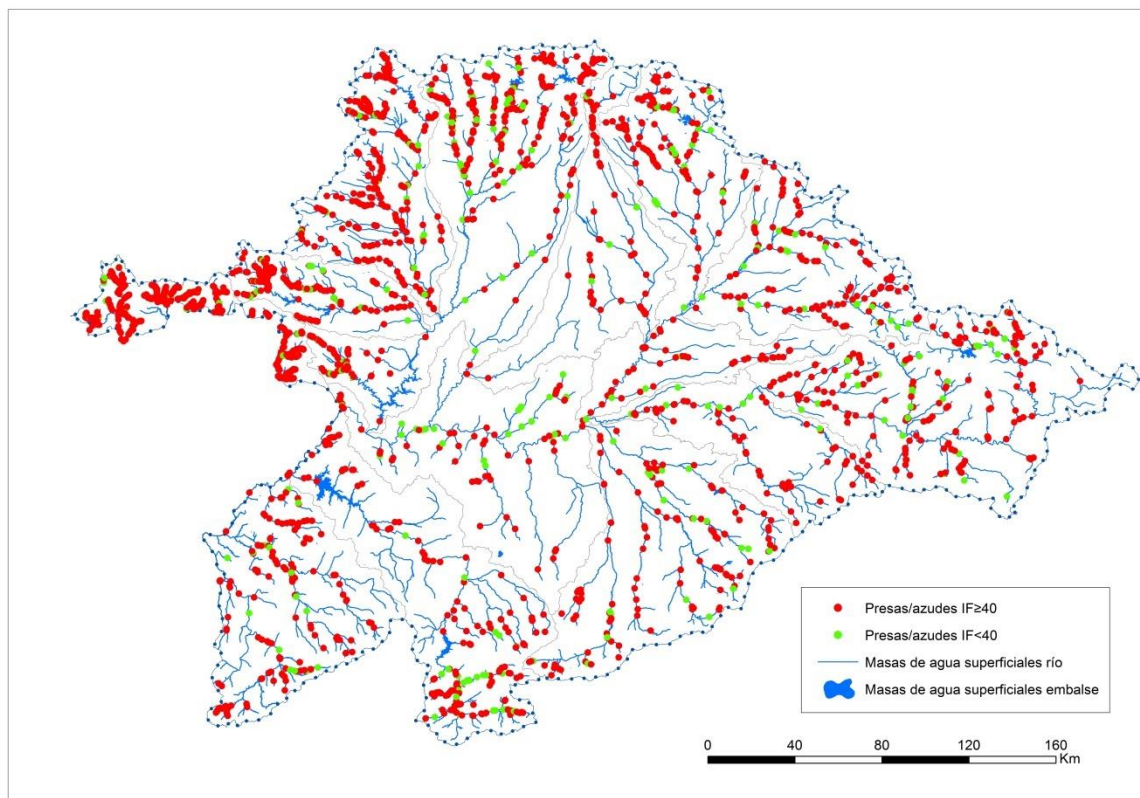 Presas/azudes IF≥40
Presas/azudes IF<40
Masas de agua superficiales río
Masas de agua superficiales embalse
0 40 80 120 160
Km